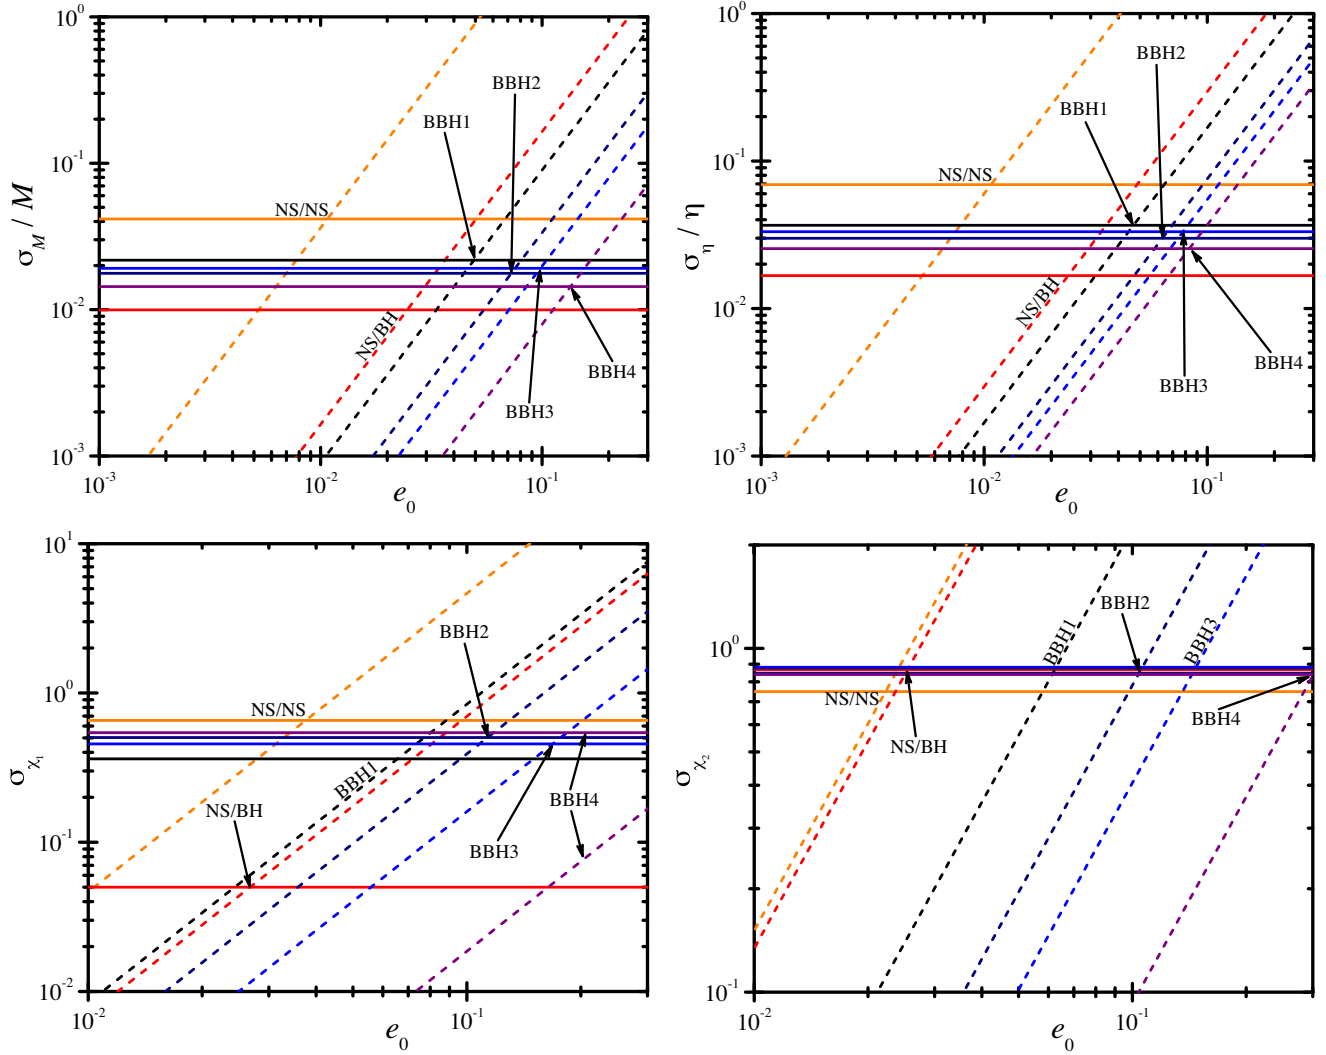 10^0
10^-1
10^-2
10^-3
σ_M / M
BBH2
BBH1
NS/NS
NS/BH
BBH4
BBH3
10^-3
10^-2
10^-1
e_0
10^0
10^-1
10^-2
10^-3
σ_η / η
BBH2
BBH1
NS/NS
NS/BH
BBH4
BBH3
10^-3
10^-2
10^-1
e_0
10^1
10^0
10^-1
10^-2
σ_χ_1
BBH2
NS/NS
BBH1
NS/BH
BBH4
BBH3
10^-2
10^-1
e_0
10^0
10^-1
σ_χ_2
BBH2
BBH1
BBH3
NS/NS
NS/BH
BBH4
10^-2
10^-1
e_0